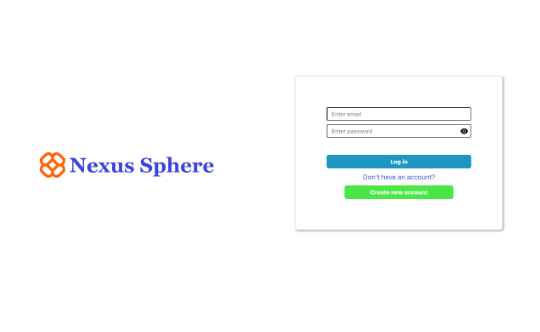 Nexus Sphere
Enter email
Enter password
Log in
Don't have an account?
Create new account